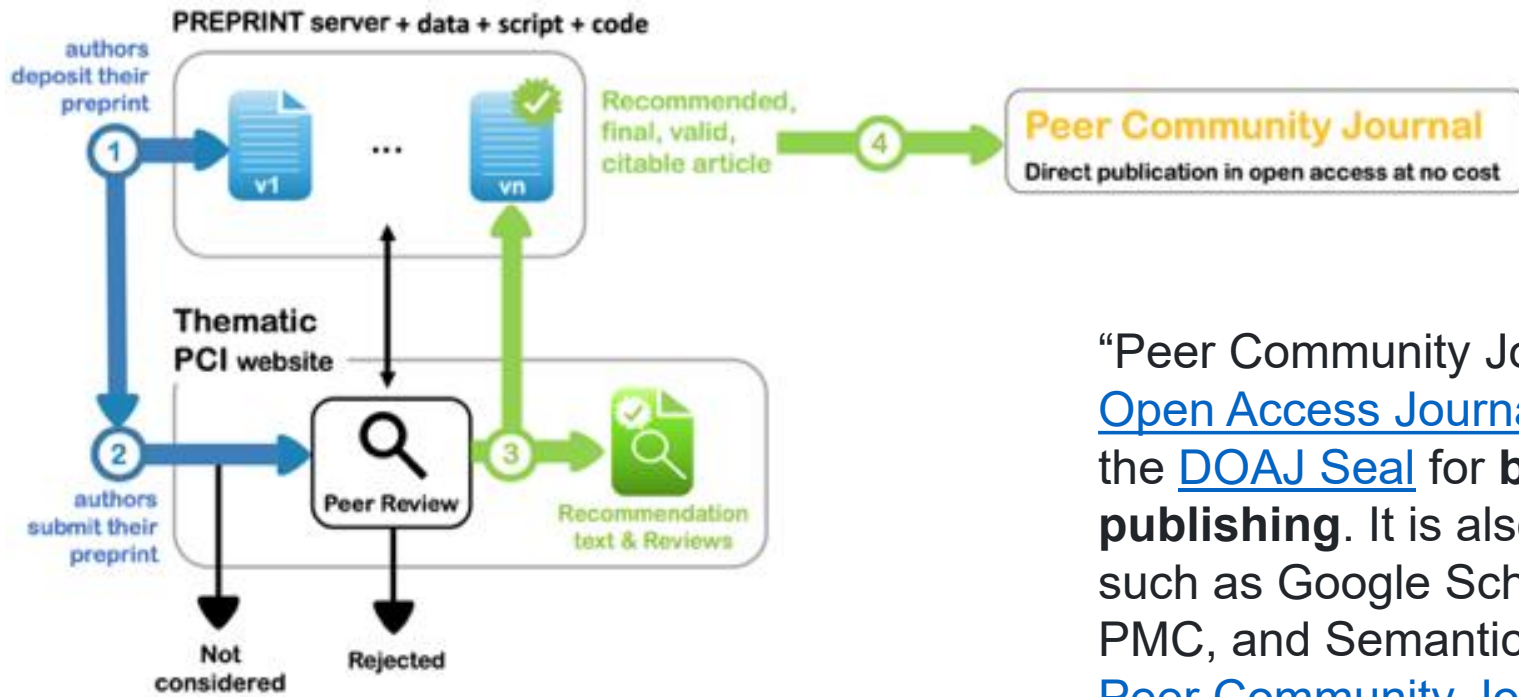 PREPRINT server + data + script + code
authors
deposit their
preprint
1
v1
...
vn
Recommended,
final, valid,
citable article
4
Peer Community Journal
Direct publication in open access at no cost
Thematic
PCI website
2
authors
submit their
preprint
Peer Review
3
Recommendation
text & Reviews
Not
considered
Rejected
“Peer Community Jo
Open Access Journa
the DOAJ Seal for b
publishing. It is als
such as Google Sch
PMC, and Semantic